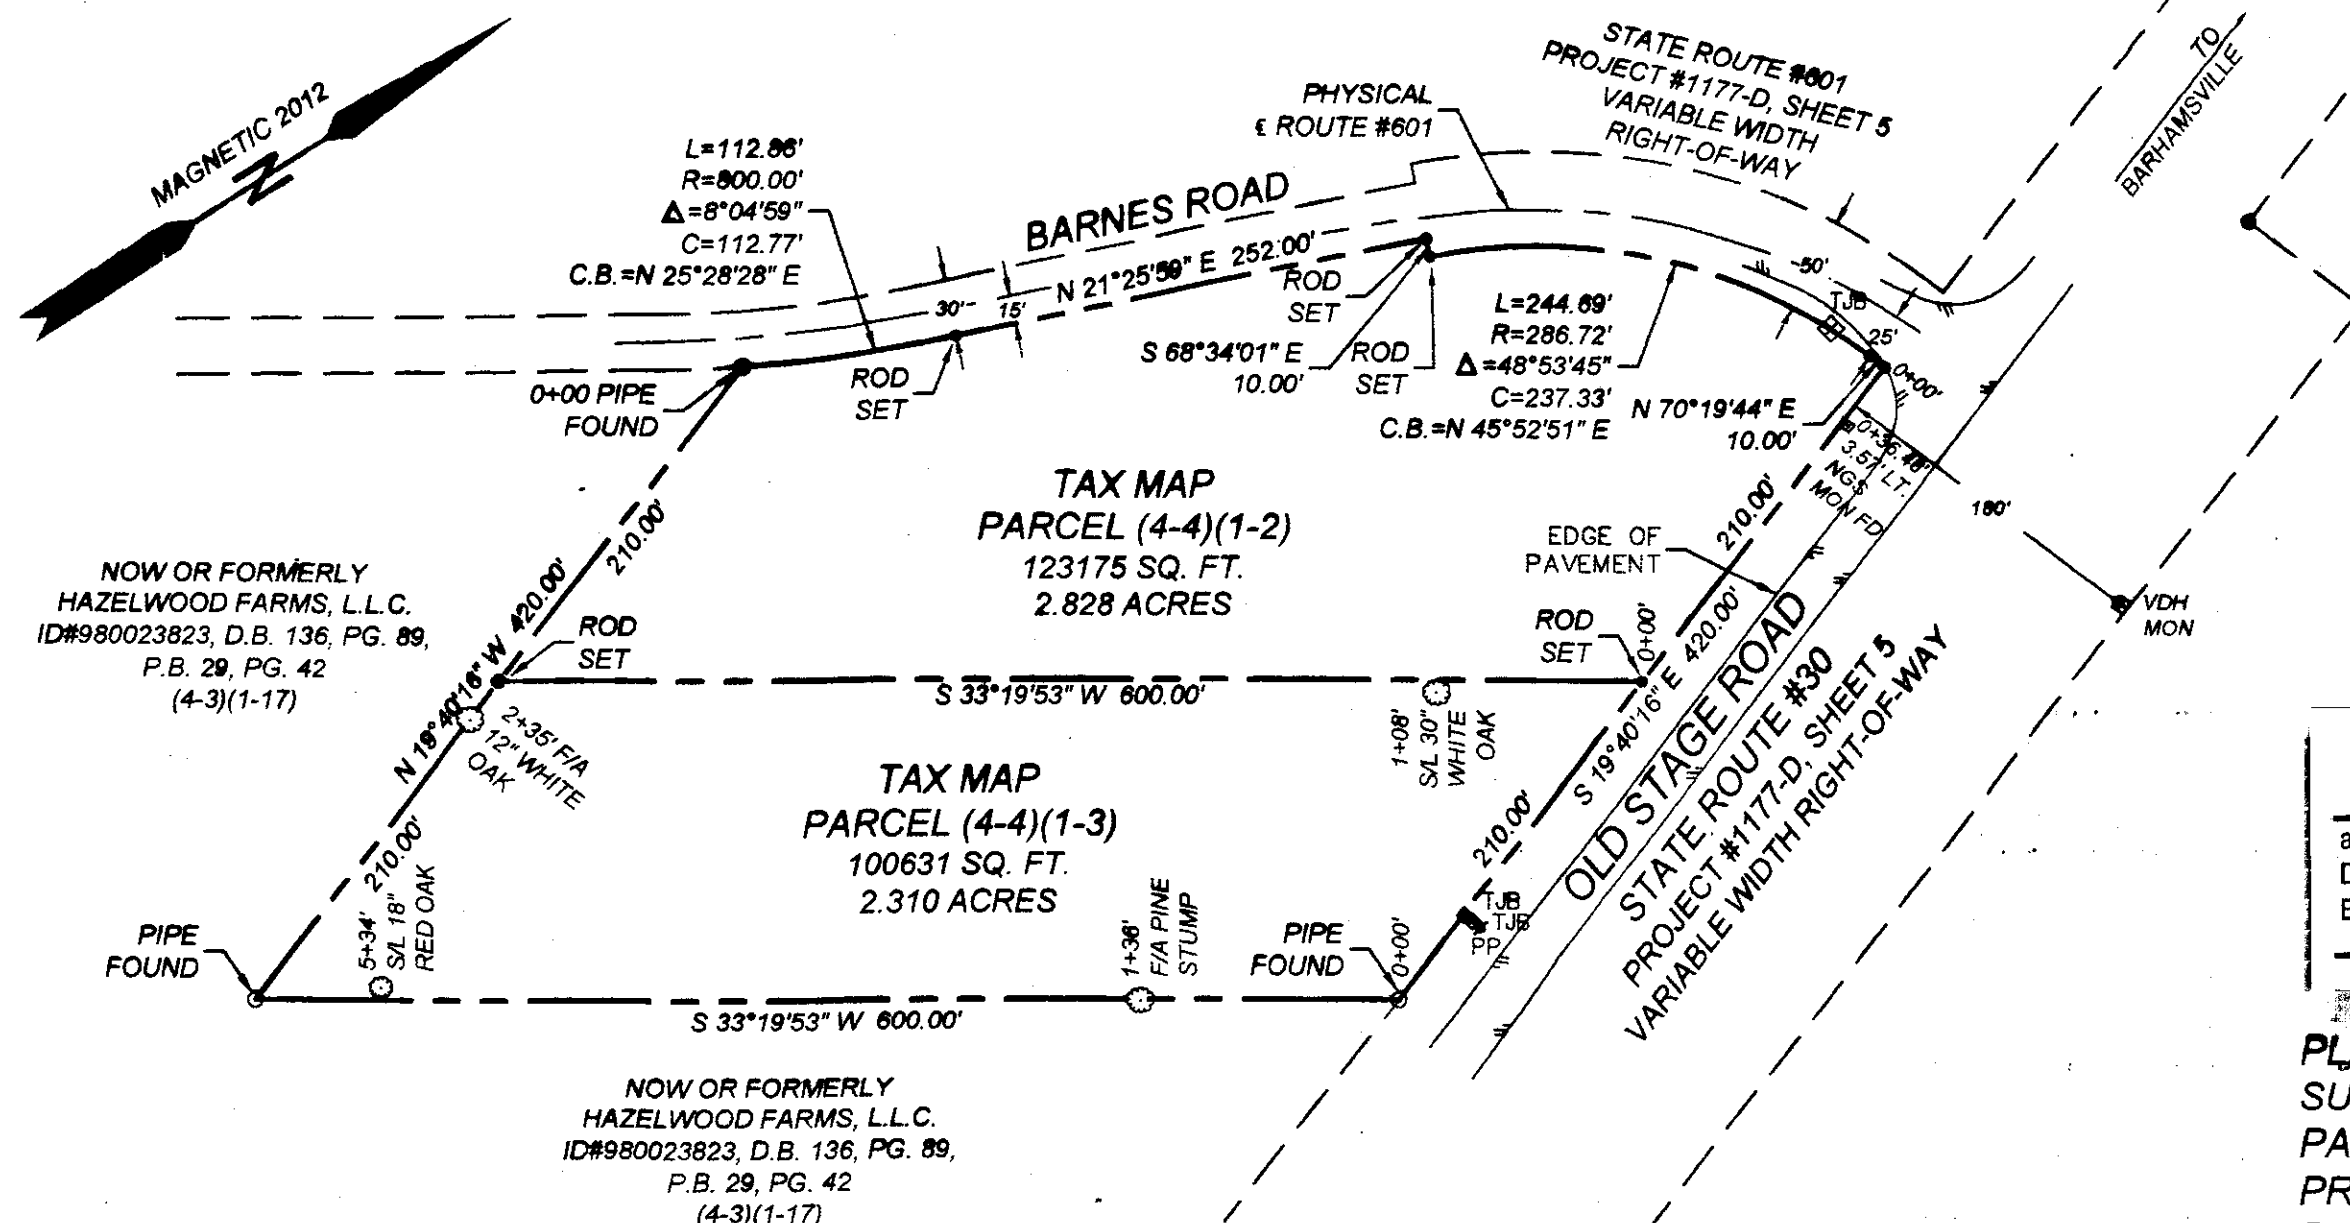 MAGNETIC 2012
N
L=112.86'
R=800.00'
Δ=8°04'59"
C=112.77'
C.B.=N 25°28'28" E
BARNES ROAD
PHYSICAL
℄ ROUTE #601
STATE ROUTE #601
PROJECT #1177-D, SHEET 5
VARIABLE WIDTH
RIGHT-OF-WAY
TO
BARHAMSVILLE
N 21°25'59" E 252.00'
30'
15'
0+00 PIPE
FOUND
ROD
SET
ROD
SET
S 68°34'01" E
10.00'
ROD
SET
L=244.69'
R=286.72'
Δ=48°53'45"
C=237.33'
C.B.=N 45°52'51" E
50'
TJB
25'
0+00'
N 70°19'44" E
10.00'
0+36.46'
3.57' LT.
NGS
MON FD
180'
VDH
MON
TAX MAP
PARCEL (4-4)(1-2)
123175 SQ. FT.
2.828 ACRES
210.00'
210.00'
EDGE OF
PAVEMENT
NOW OR FORMERLY
HAZELWOOD FARMS, L.L.C.
ID#980023823, D.B. 136, PG. 89,
P.B. 29, PG. 42
(4-3)(1-17)
N 19°40'16" W 420.00'
ROD
SET
ROD
SET
0+00'
S 33°19'53" W 600.00'
S 19°40'16" E 420.00'
OLD STAGE ROAD
STATE ROUTE #30
PROJECT #1177-D, SHEET 5
VARIABLE WIDTH RIGHT-OF-WAY
2+35' F/A
12" WHITE
OAK
1+08'
S/L 30"
WHITE
OAK
TAX MAP
PARCEL (4-4)(1-3)
100631 SQ. FT.
2.310 ACRES
210.00'
210.00'
PIPE
FOUND
5+34'
S/L 18"
RED OAK
1+36'
F/A PINE
STUMP
PIPE
FOUND
0+00'
TJB
TJB
PP
S 33°19'53" W 600.00'
NOW OR FORMERLY
HAZELWOOD FARMS, L.L.C.
ID#980023823, D.B. 136, PG. 89,
P.B. 29, PG. 42
(4-3)(1-17)
SU
PA
PR